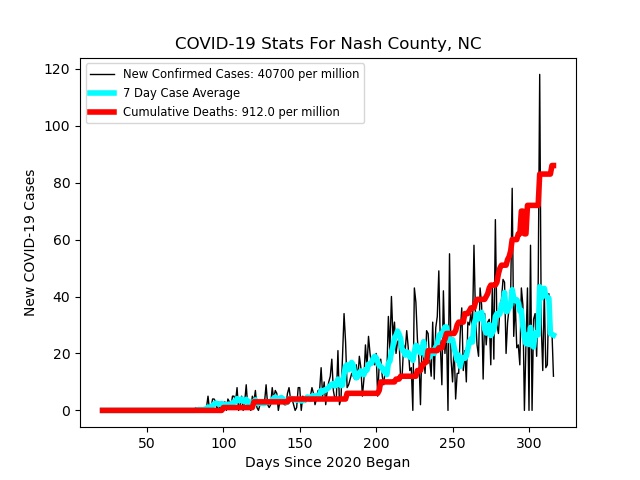 COVID-19 Stats For Nash County, NC
New Confirmed Cases: 40700 per million
7 Day Case Average
Cumulative Deaths: 912.0 per million
New COVID-19 Cases
120
100
80
60
40
20
0
50 100 150 200 250 300
Days Since 2020 Began